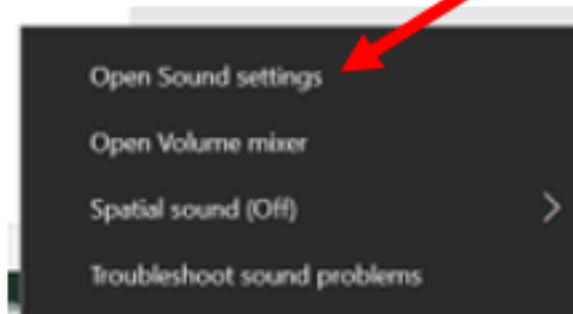 Open Sound settings
Open Volume mixer
Spatial sound (Off)
Troubleshoot sound problems